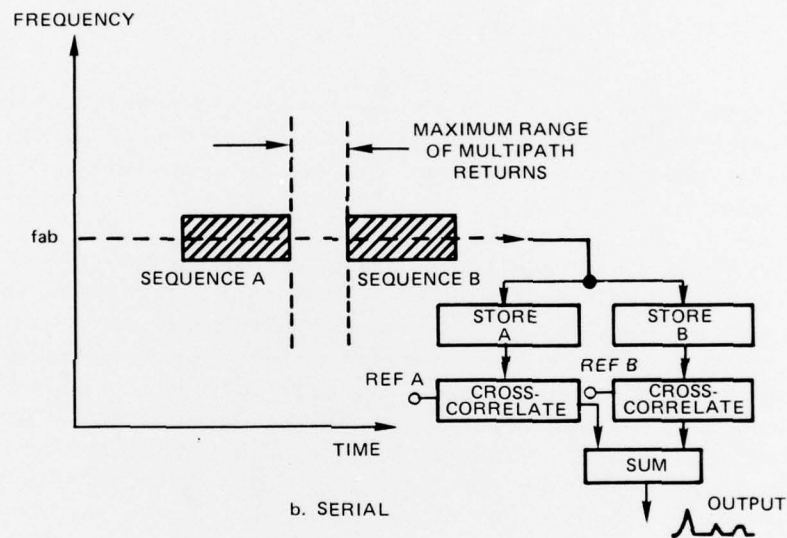 FREQUENCY
MAXIMUM RANGE
OF MULTIPATH
RETURNS
fab
SEQUENCE A
SEQUENCE B
STORE
A
STORE
B
REF A
REF B
CROSS-
CORRELATE
CROSS-
CORRELATE
TIME
SUM
b. SERIAL
OUTPUT